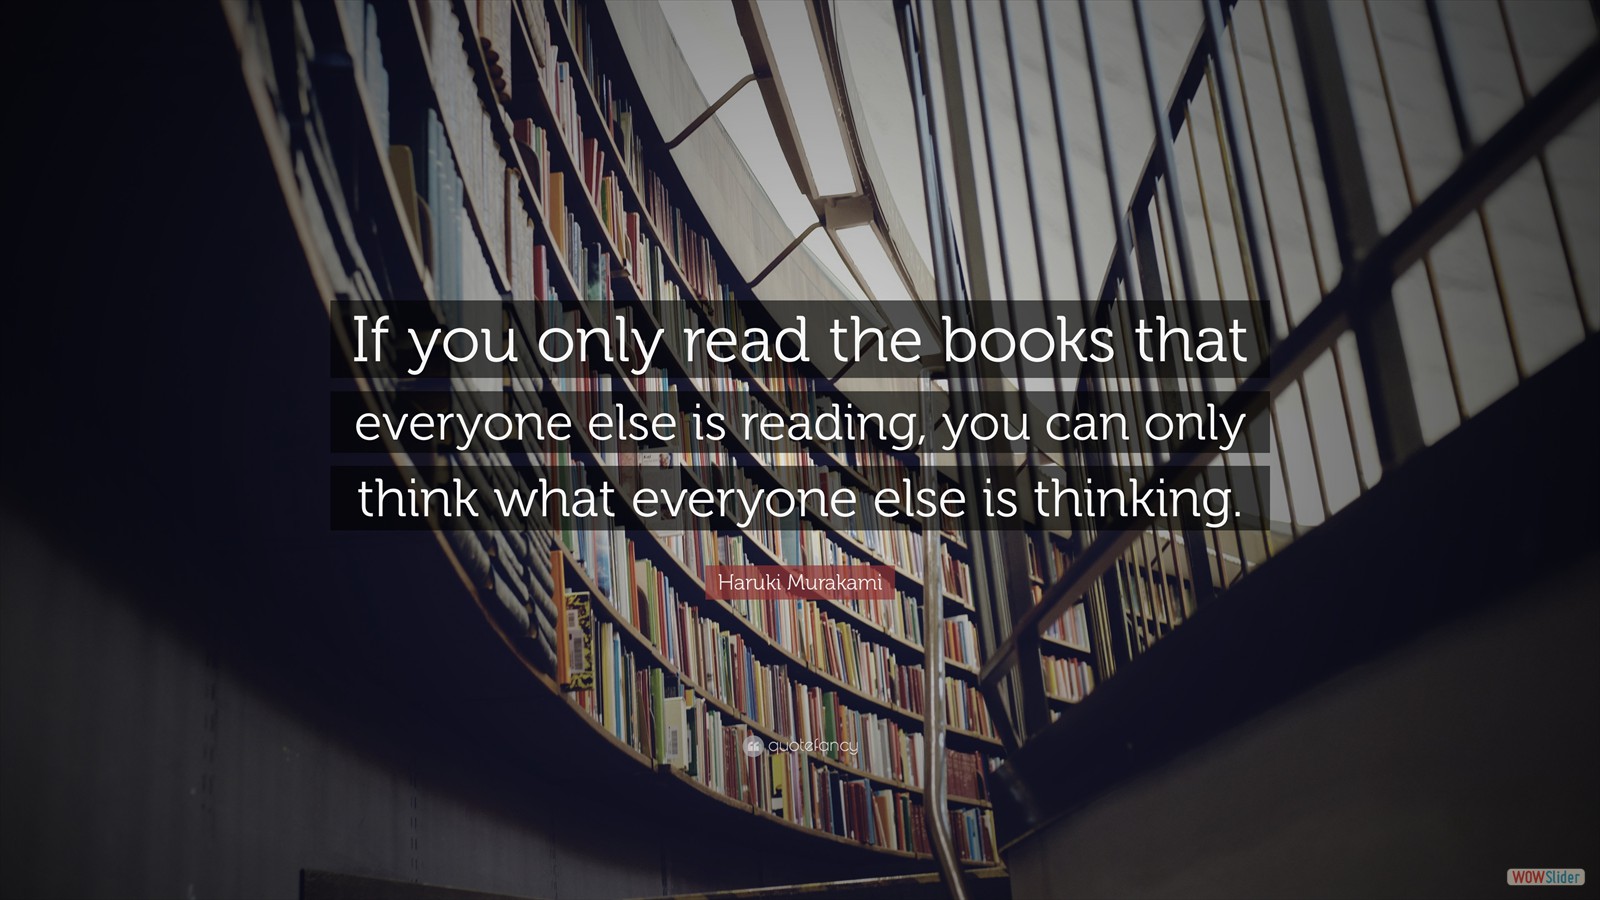 If you only read the books that
everyone else is reading, you can only
think what everyone else is thinking.
Haruki Murakami
quotefancy
WOWSlider